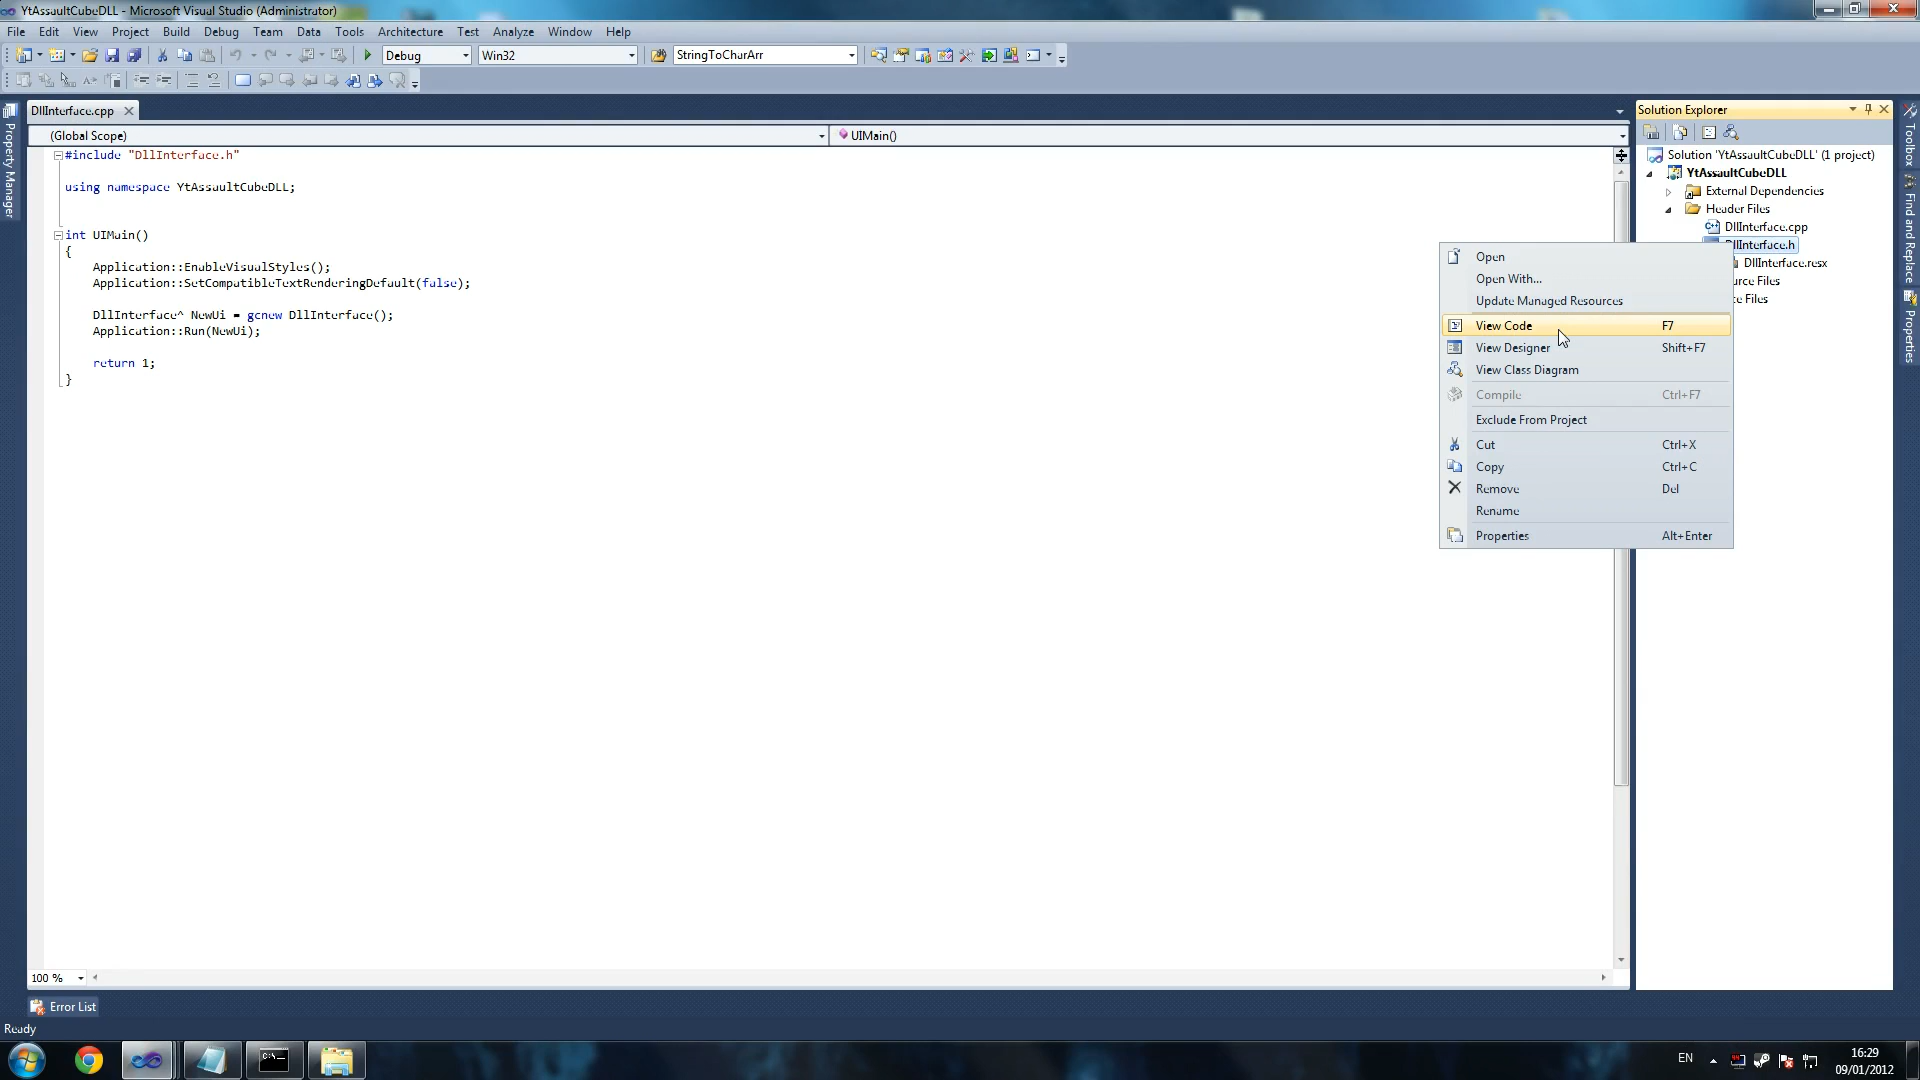 YtAssaultCubeDLL - Microsoft Visual Studio (Administrator)
File Edit View Project Build Debug Team Data Tools Architecture Test Analyze Window Help
Debug Win32 StringToCharArr
DllInterface.cpp
(Global Scope) UIMain()
#include "DllInterface.h"
using namespace YtAssaultCubeDLL;
int UIMain()
{
Application::EnableVisualStyles();
Application::SetCompatibleTextRenderingDefault(false);
DllInterface^ NewUi = gcnew DllInterface();
Application::Run(NewUi);
return 1;
}
Property Manager
Solution Explorer
Solution 'YtAssaultCubeDLL' (1 project)
YtAssaultCubeDLL
External Dependencies
Header Files
DllInterface.cpp
DllInterface.h
DllInterface.resx
urce Files
ce Files
Open
Open With...
Update Managed Resources
View Code F7
View Designer Shift+F7
View Class Diagram
Compile Ctrl+F7
Exclude From Project
Cut Ctrl+X
Copy Ctrl+C
Remove Del
Rename
Properties Alt+Enter
Toolbox
Find and Replace
Properties
100 %
Error List
Ready
C:\
EN
16:29
09/01/2012